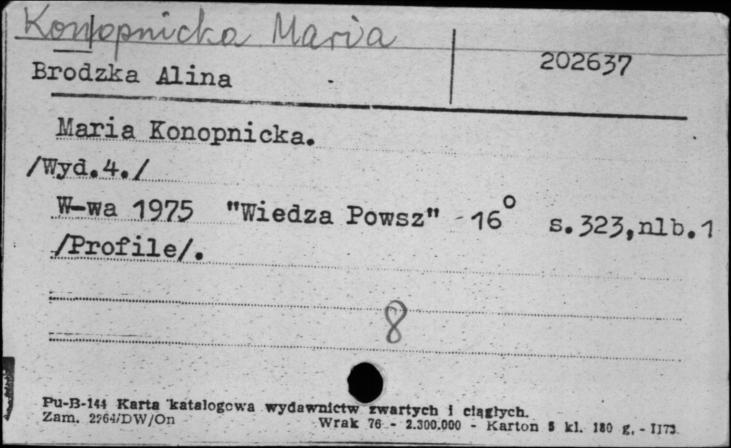 Konopnicka Maria
202637
Brodzka Alina
Maria Konopnicka.
/Wyd.4./
W-wa 1975 "Wiedza Powsz" - 16° s.323,nlb.1
/Profile/.
8
Pu-B-144 Karta katalogowa wydawnictw zwartych i ciągłych.
Zam. 2964/DW/On Wrak 76 - 2.300.000 - Karton 5 kl. 180 g. - II73